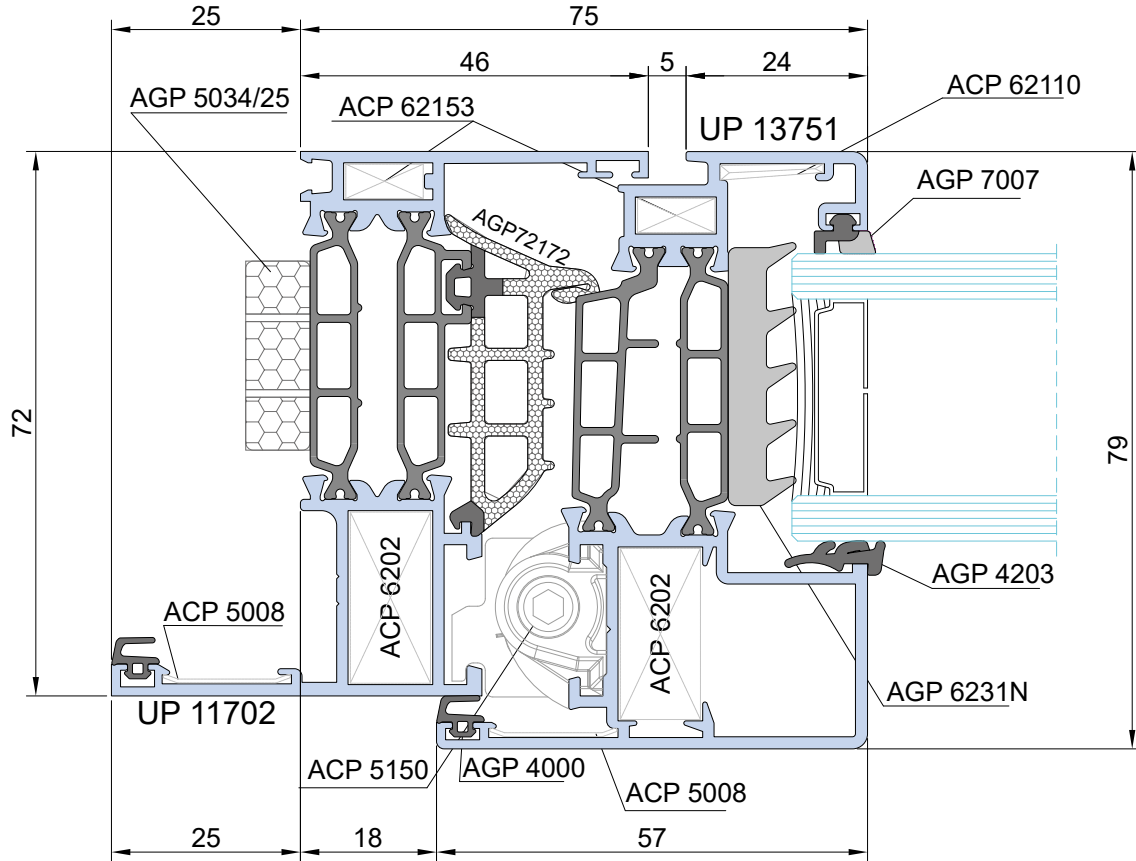 25
75
46
5
24
AGP 5034/25
ACP 62153
ACP 62110
UP 13751
AGP 7007
AGP72172
72
79
ACP 6202
ACP 6202
AGP 4203
ACP 5008
AGP 6231N
UP 11702
ACP 5150
AGP 4000
ACP 5008
25
18
57